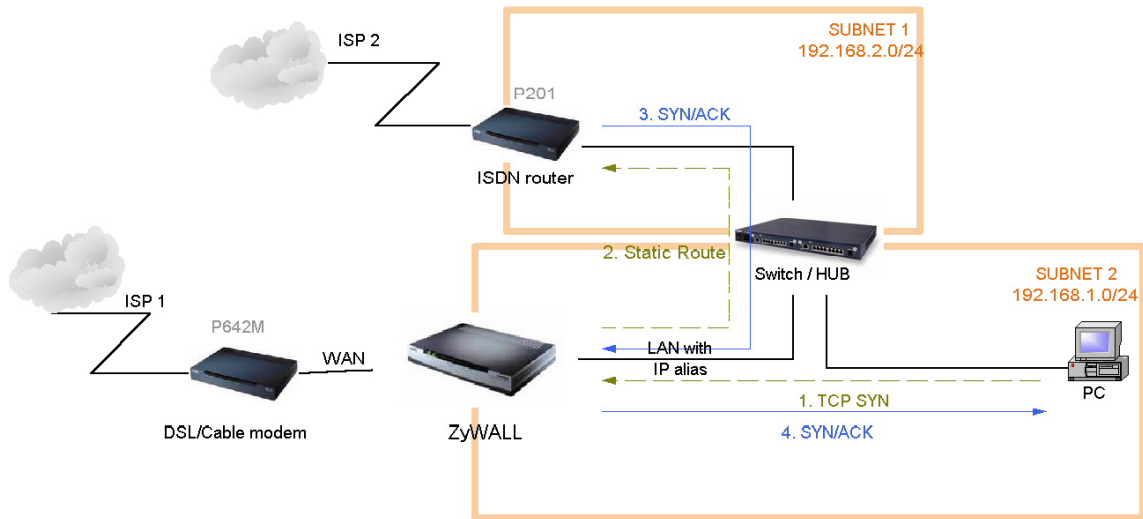 ISP 2
SUBNET 1
192.168.2.0/24
P201
3. SYN/ACK
ISDN router
2. Static Route
Switch / HUB
SUBNET 2
192.168.1.0/24
ISP 1
P642M
WAN
LAN with
IP alias
PC
1. TCP SYN
DSL/Cable modem
ZyWALL
4. SYN/ACK